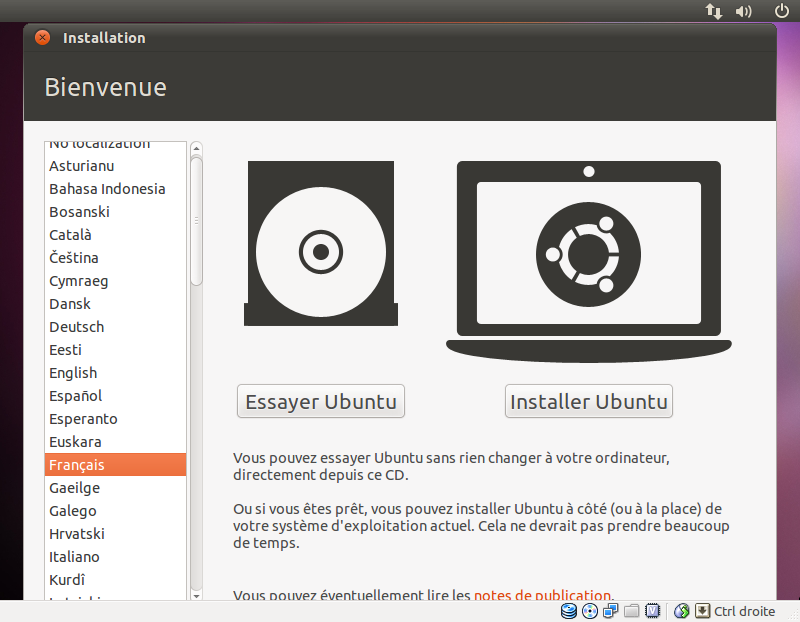 Installation
Bienvenue
No localization
Asturianu
Bahasa Indonesia
Bosanski
Català
Čeština
Cymraeg
Dansk
Deutsch
Eesti
English
Español
Esperanto
Euskara
Français
Gaeilge
Galego
Hrvatski
Italiano
Kurdî
Essayer Ubuntu
Installer Ubuntu
Vous pouvez essayer Ubuntu sans rien changer à votre ordinateur,
directement depuis ce CD.
Ou si vous êtes prêt, vous pouvez installer Ubuntu à côté (ou à la place) de
votre système d'exploitation actuel. Cela ne devrait pas prendre beaucoup
de temps.
Vous pouvez éventuellement lire les notes de publication.
Ctrl droite